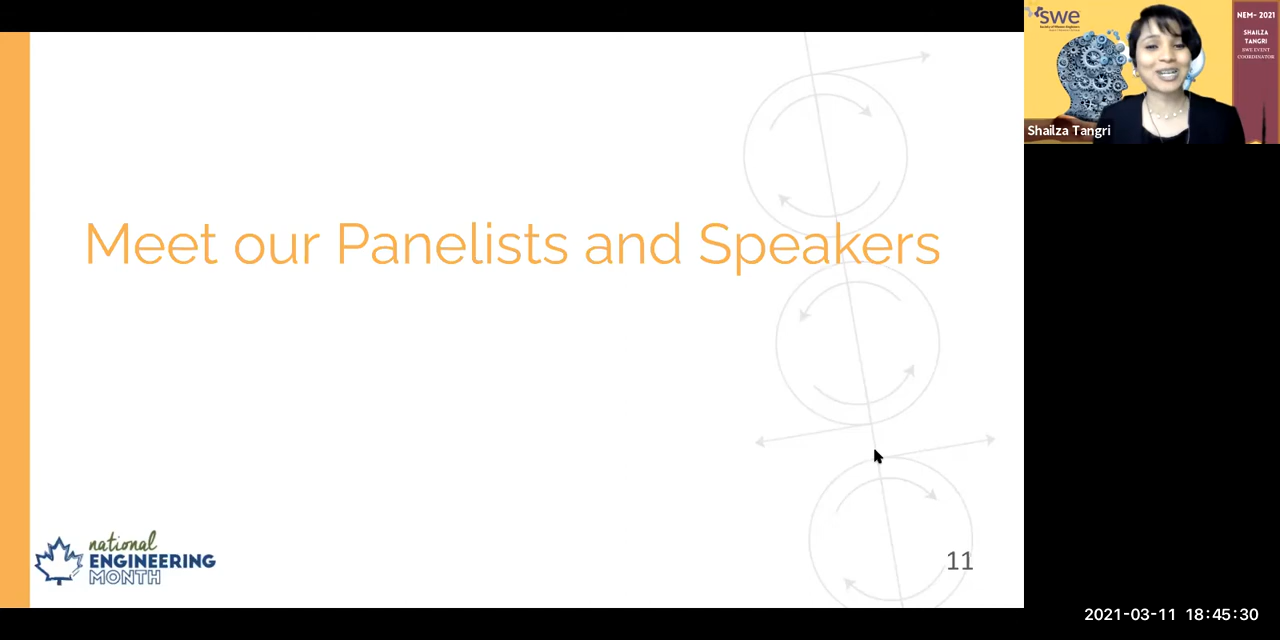 Meet our Panelists and Speakers
national
ENGINEERING
MONTH
11
swe
NEM- 2021
SHAILZA
TANGRI
SWE EVENT
COORDINATOR
Shailza Tangri
2021-03-11 18:45:30